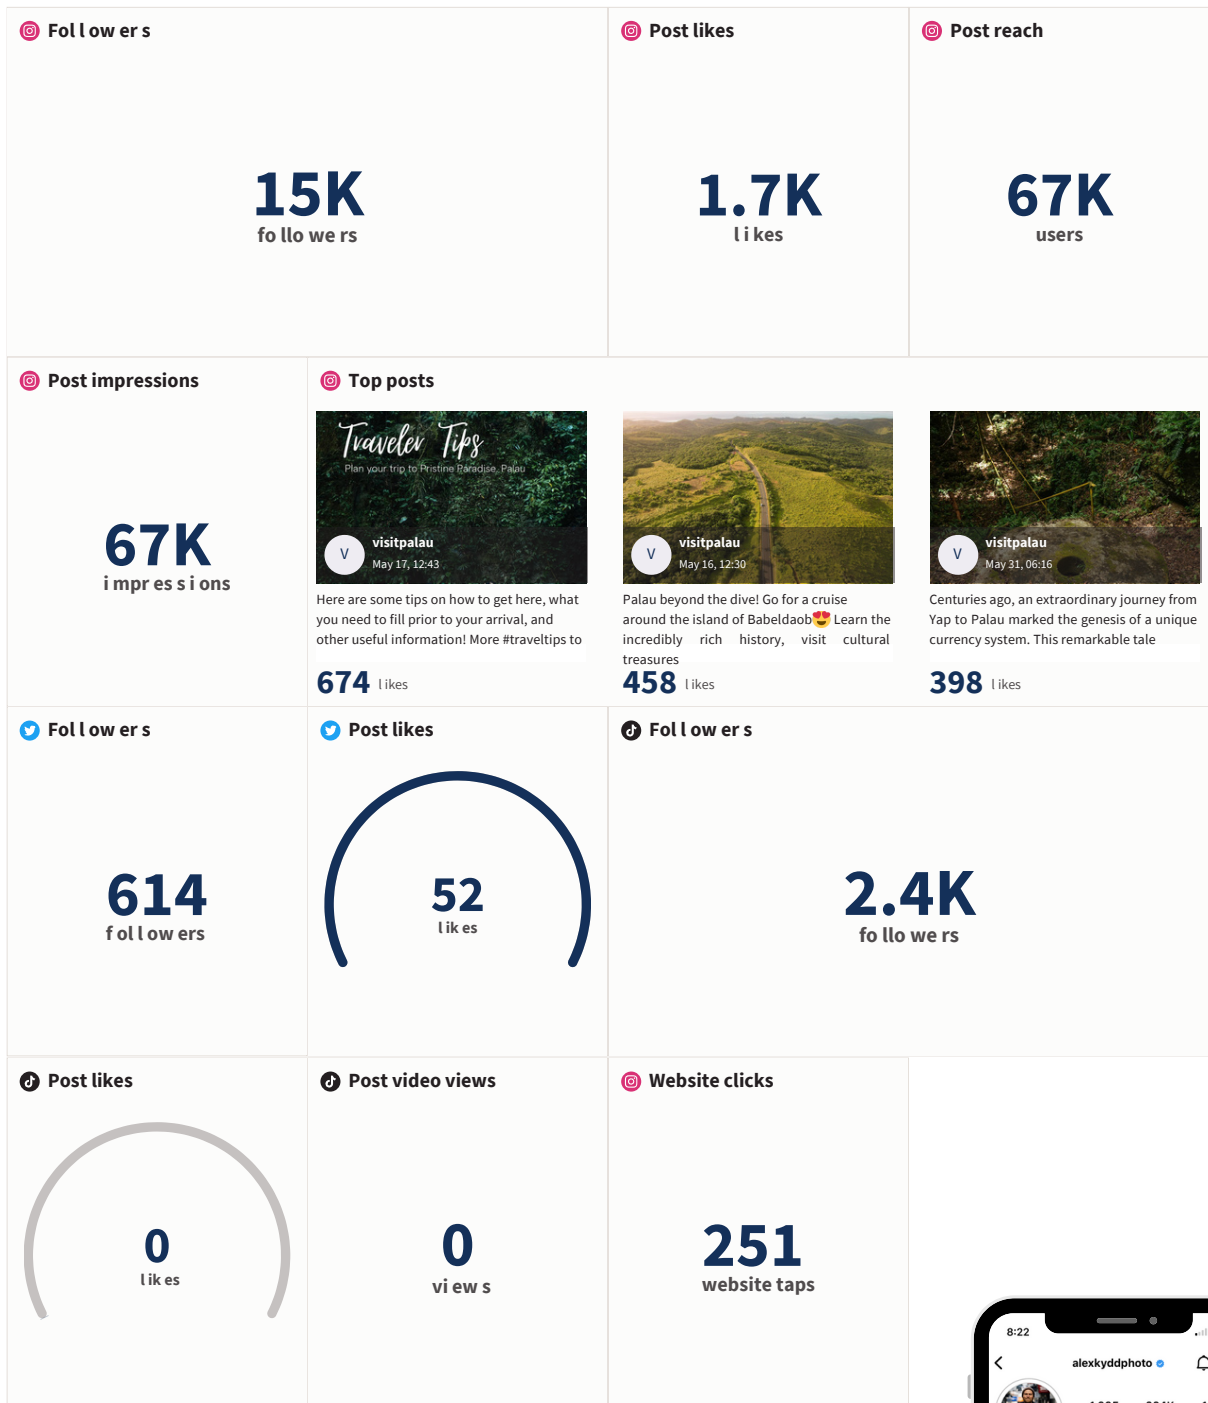 Followers
Post likes
Post reach
15K
followers
1.7K
likes
67K
users
Post impressions
Top posts
67K
impressions
Traveler Tips
Plan your trip to Pristine Paradise, Palau
V
visitpalau
May 17, 12:43
Here are some tips on how to get here, what
you need to fill prior to your arrival, and
other useful information! More #traveltips to
674 likes
V
visitpalau
May 16, 12:30
Palau beyond the dive! Go for a cruise
around the island of Babeldaob😍 Learn the
incredibly rich history, visit cultural
treasures
458 likes
V
visitpalau
May 31, 06:16
Centuries ago, an extraordinary journey from
Yap to Palau marked the genesis of a unique
currency system. This remarkable tale
398 likes
Followers
Post likes
Followers
614
followers
52
likes
2.4K
followers
Post likes
Post video views
Website clicks
0
likes
0
views
251
website taps
8:22
alexkyddphoto